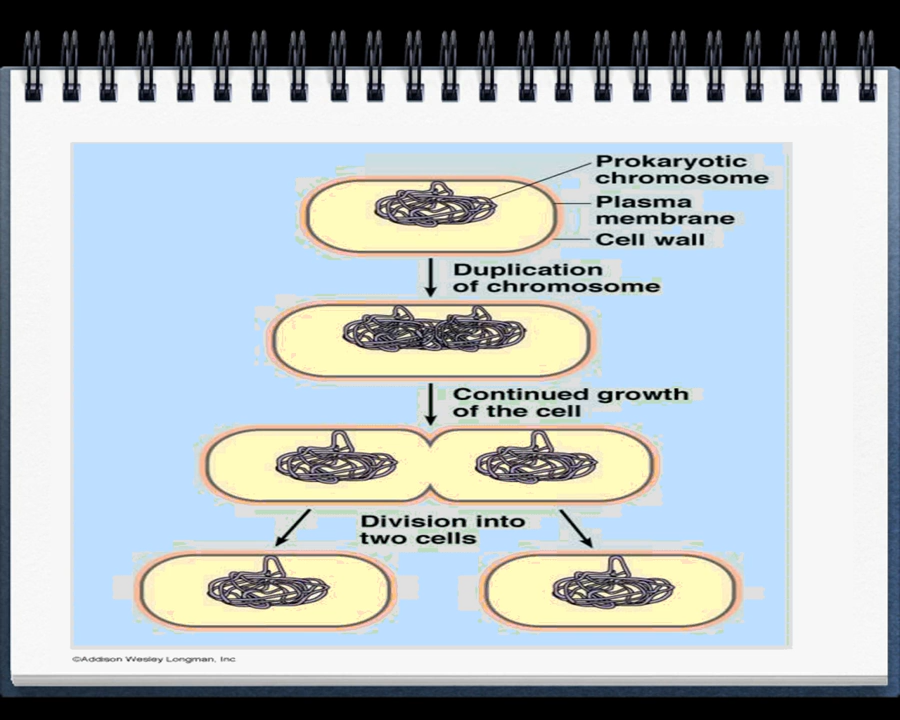 Prokaryotic
chromosome
Plasma
membrane
Cell wall
Duplication
of chromosome
Continued growth
of the cell
Division into
two cells
©Addison Wesley Longman, Inc